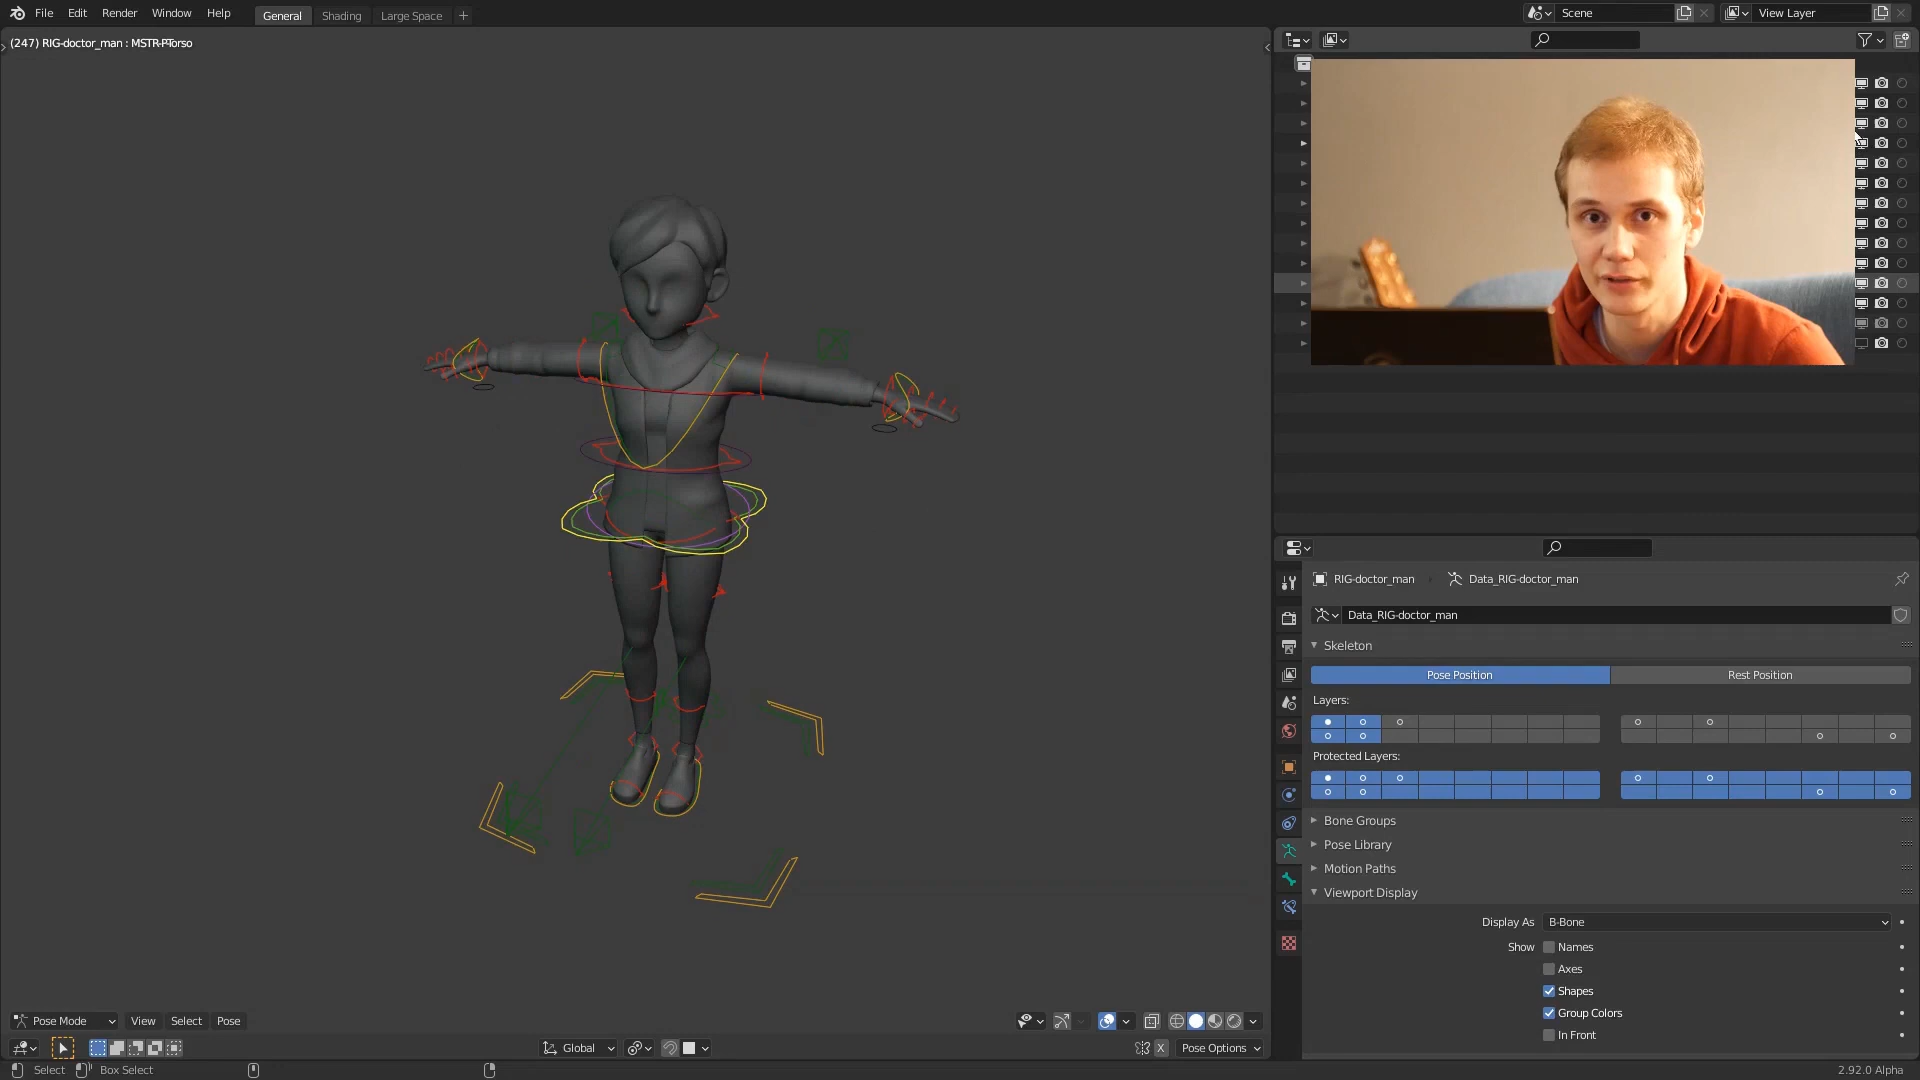 File Edit Render Window Help General Shading Large Space + Scene View Layer
(247) RIG-doctor_man : MSTR-P-Torso
RIG-doctor_man Data_RIG-doctor_man
Data_RIG-doctor_man
Skeleton
Pose Position Rest Position
Layers:
Protected Layers:
Bone Groups
Pose Library
Motion Paths
Viewport Display
Display As B-Bone
Show Names
Axes
Shapes
Group Colors
In Front
Pose Mode View Select Pose
Global X Pose Options
Select Box Select 2.92.0 Alpha